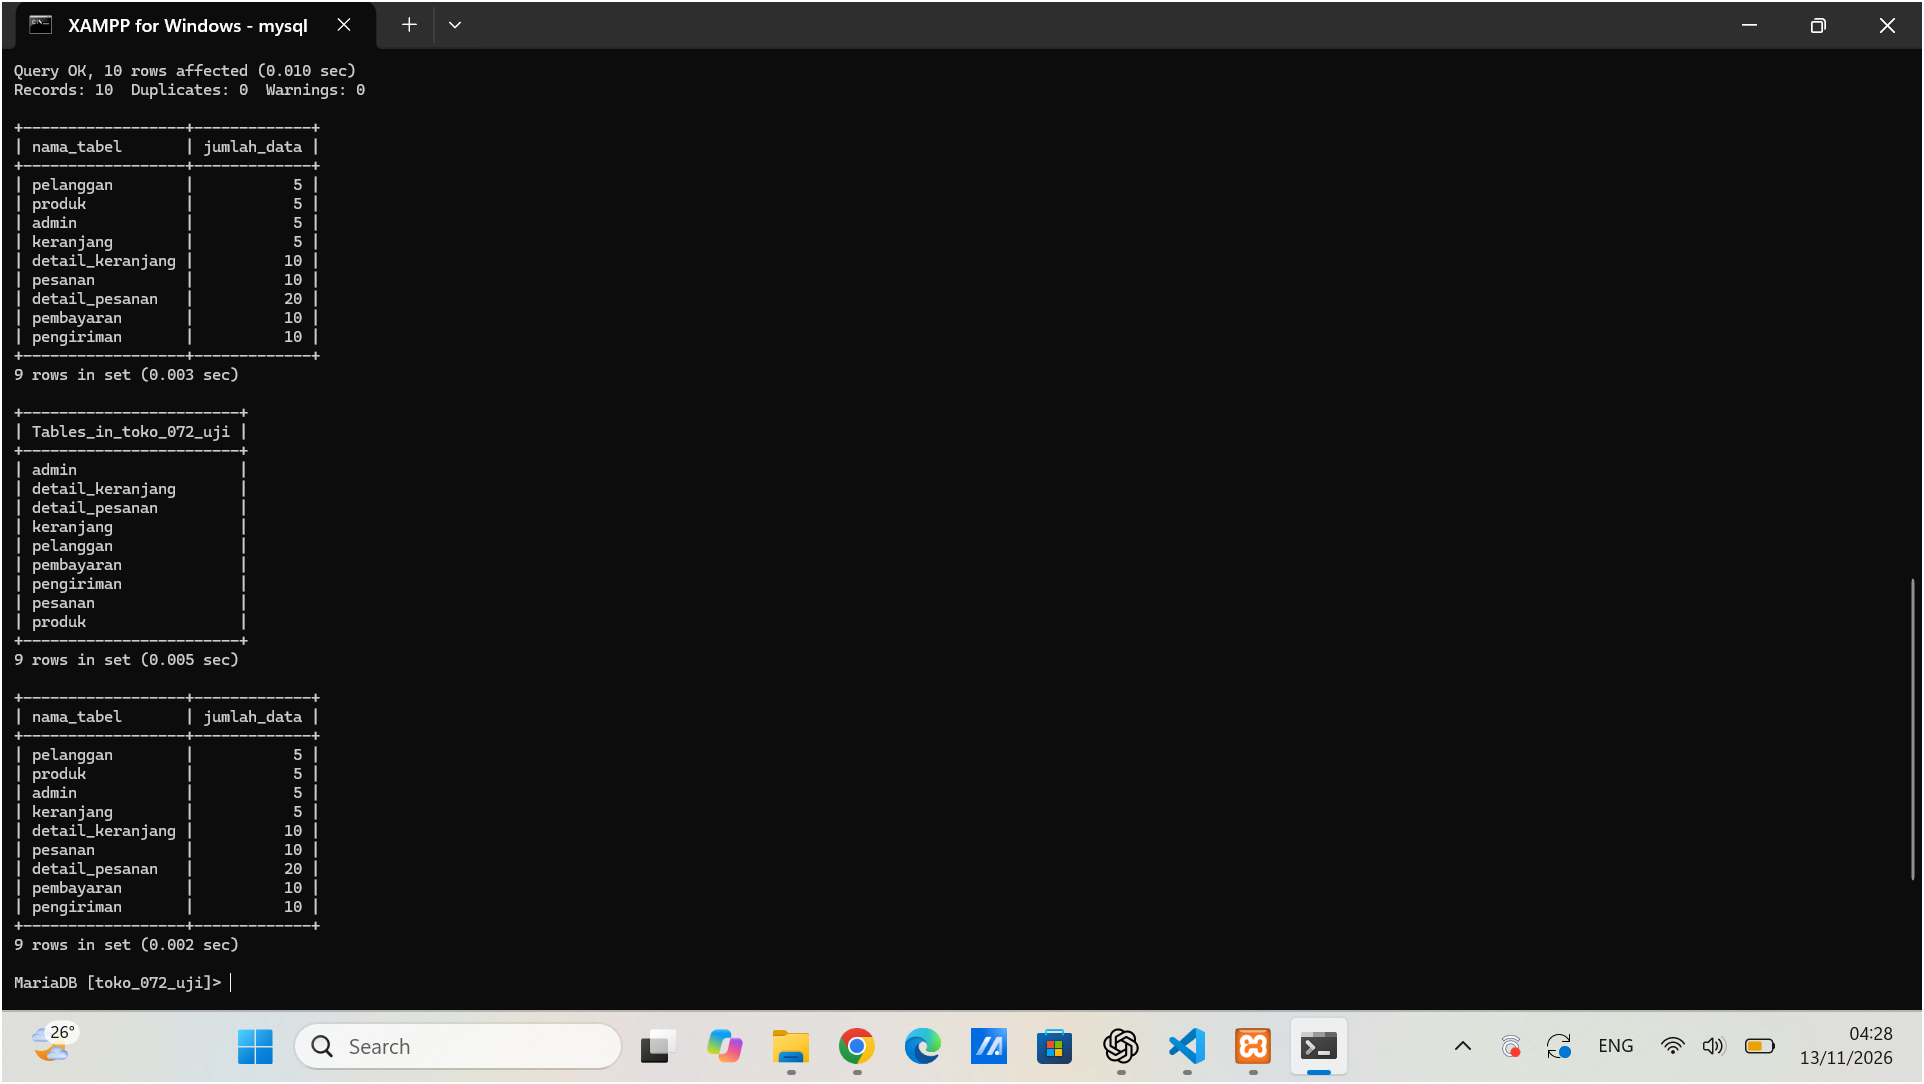 XAMPP for Windows - mysql
Query OK, 10 rows affected (0.010 sec)
Records: 10  Duplicates: 0  Warnings: 0
+------------------+-------------+
| nama_tabel       | jumlah_data |
+------------------+-------------+
| pelanggan        |           5 |
| produk           |           5 |
| admin            |           5 |
| keranjang        |           5 |
| detail_keranjang |          10 |
| pesanan          |          10 |
| detail_pesanan   |          20 |
| pembayaran       |          10 |
| pengiriman       |          10 |
+------------------+-------------+
9 rows in set (0.003 sec)
+------------------------+
| Tables_in_toko_072_uji |
+------------------------+
| admin                  |
| detail_keranjang       |
| detail_pesanan         |
| keranjang              |
| pelanggan              |
| pembayaran             |
| pengiriman             |
| pesanan                |
| produk                 |
+------------------------+
9 rows in set (0.005 sec)
+------------------+-------------+
| nama_tabel       | jumlah_data |
+------------------+-------------+
| pelanggan        |           5 |
| produk           |           5 |
| admin            |           5 |
| keranjang        |           5 |
| detail_keranjang |          10 |
| pesanan          |          10 |
| detail_pesanan   |          20 |
| pembayaran       |          10 |
| pengiriman       |          10 |
+------------------+-------------+
9 rows in set (0.002 sec)
MariaDB [toko_072_uji]>
26°
Search
ENG
04:28
13/11/2026